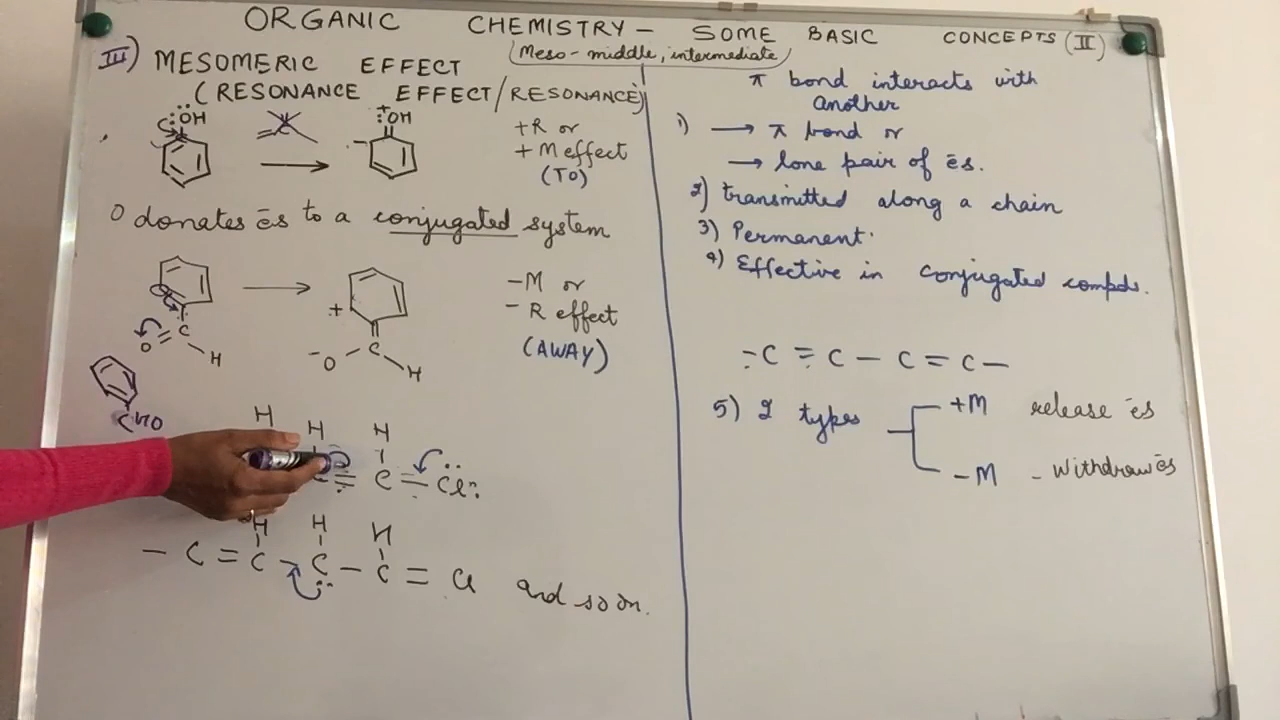 ORGANIC CHEMISTRY – SOME BASIC CONCEPTS (II)
III) MESOMERIC EFFECT
(Meso - middle, intermediate)
(RESONANCE EFFECT/RESONANCE)
:ÖH
+
:OH
–
+R or
+ M effect
(TO)
O donates ēs to a conjugated system
O = C
H
+
–O – C
H
– M or
– R effect
(AWAY)
CHO
H H H
C = C – Cl:
H H H
– C = C – C – C = Cl and so on.
π bond interacts with
another
1) → π bond or
→ lone pair of ēs.
2) transmitted along a chain
3) Permanent.
4) Effective in conjugated compds.
– C = C – C = C –
5) 2 types
+M release ēs
– M – withdraw ēs